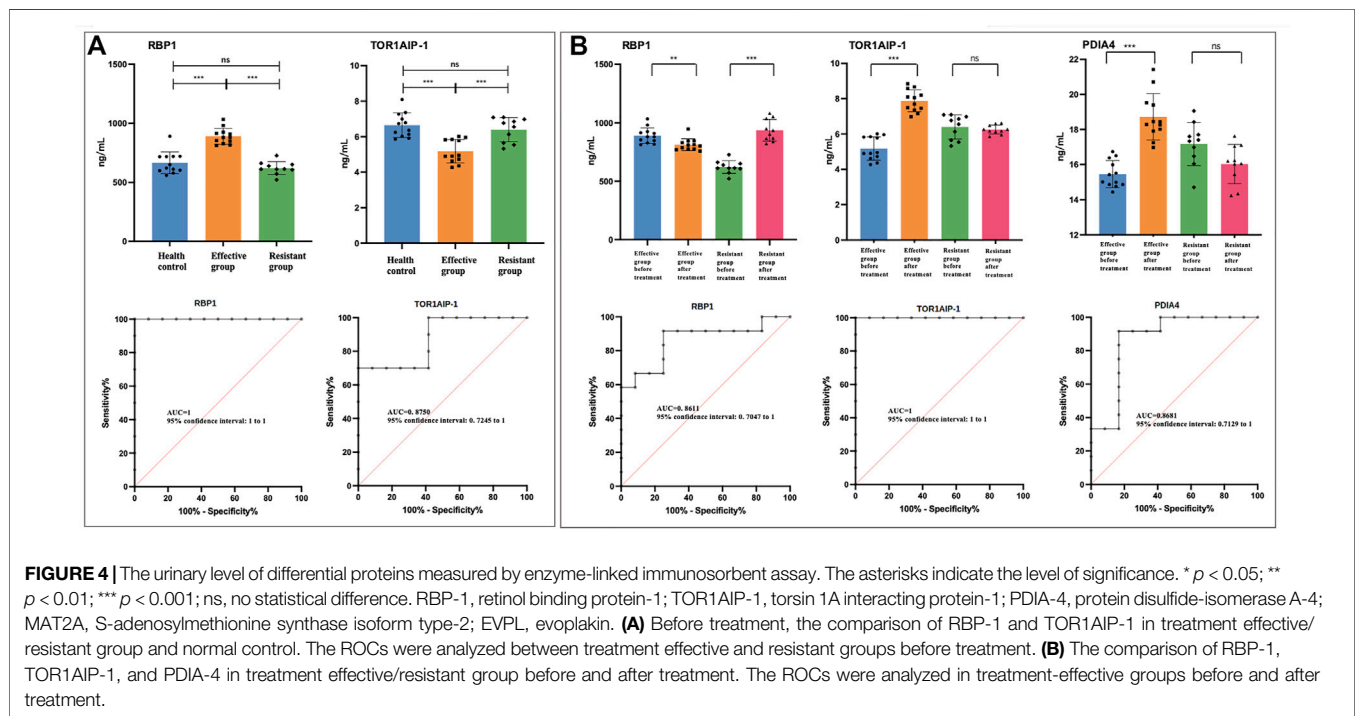 A
RBP1
ns
***
***
1500
1000
500
0
ng/mL
Health control
Effective group
Resistant group
TOR1AIP-1
ns
***
***
10
8
6
4
2
0
ng/mL
Health control
Effective group
Resistant group
RBP1
100
80
60
40
20
0
Sensitivity%
AUC=1
95% confidence interval: 1 to 1
0 20 40 60 80 100
100% - Specificity%
TOR1AIP-1
100
80
60
40
20
0
Sensitivity%
AUC=0. 8750
95% confidence interval: 0. 7245 to 1
0 20 40 60 80 100
100% - Specificity%
B
RBP1
**
***
1500
1000
500
0
ng/mL
Effective group before treatment
Effective group after treatment
Resistant group before treatment
Resistant group after treatment
TOR1AIP-1
***
ns
10
8
6
4
2
0
ng/mL
Effective group before treatment
Effective group after treatment
Resistant group before treatment
Resistant group after treatment
PDIA4
***
ns
22
20
18
16
14
12
ng/mL
Effective group before treatment
Effective group after treatment
Resistant group before treatment
Resistant group after treatment
RBP1
100
80
60
40
20
0
Sensitivity%
AUC=0. 8611
95% confidence interval: 0. 7047 to 1
0 20 40 60 80 100
100% - Specificity%
TOR1AIP-1
100
80
60
40
20
0
Sensitivity%
AUC=1
95% confidence interval: 1 to 1
0 20 40 60 80 100
100% - Specificity%
PDIA4
100
80
60
40
20
0
Sensitivity%
AUC=0.8681
95% confidence interval: 0.7129 to 1
0 20 40 60 80 100
100% - Specificity%
FIGURE 4 | The urinary level of differential proteins measured by enzyme-linked immunosorbent assay. The asterisks indicate the level of significance. * p < 0.05; **
p < 0.01; *** p < 0.001; ns, no statistical difference. RBP-1, retinol binding protein-1; TOR1AIP-1, torsin 1A interacting protein-1; PDIA-4, protein disulfide-isomerase A-4;
MAT2A, S-adenosylmethionine synthase isoform type-2; EVPL, evoplakin. (A) Before treatment, the comparison of RBP-1 and TOR1AIP-1 in treatment effective/
resistant group and normal control. The ROCs were analyzed between treatment effective and resistant groups before treatment. (B) The comparison of RBP-1,
TOR1AIP-1, and PDIA-4 in treatment effective/resistant group before and after treatment. The ROCs were analyzed in treatment-effective groups before and after
treatment.